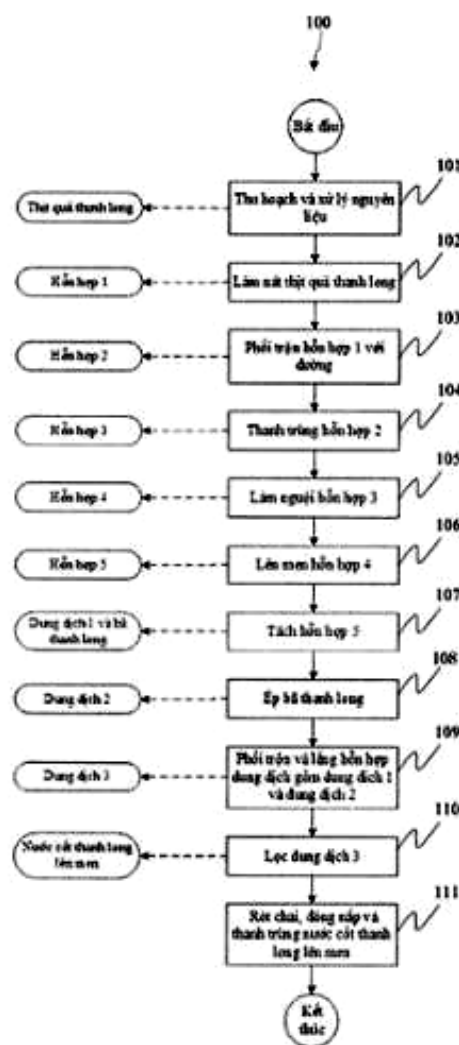 100
Bắt đầu
101
Thu hoạch và xử lý nguyên
liệu
Thịt quả thanh long
102
Làm nát thịt quả thanh long
Hỗn hợp 1
103
Phối trộn hỗn hợp 1 với
đường
Hỗn hợp 2
104
Thanh trùng hỗn hợp 2
Hỗn hợp 3
105
Làm nguội hỗn hợp 3
Hỗn hợp 4
106
Lên men hỗn hợp 4
Hỗn hợp 5
107
Tách hỗn hợp 5
Dung dịch 1 và bã
thanh long
108
Ép bã thanh long
Dung dịch 2
109
Phối trộn và lắng hỗn hợp
dung dịch gồm dung dịch 1
và dung dịch 2
Dung dịch 3
110
Lọc dung dịch 3
Nước cốt thanh long
lên men
111
Rót chai, đóng nắp và
thanh trùng nước cốt thanh
long lên men
Kết
thúc